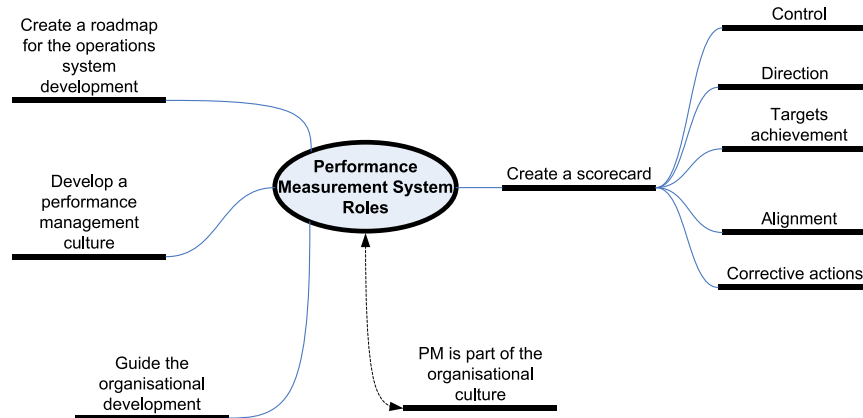 Create a roadmap
for the operations
system
development
Develop a
performance
management
culture
Guide the
organisational
development
Performance
Measurement System
Roles
PM is part of the
organisational
culture
Create a scorecard
Control
Direction
Targets
achievement
Alignment
Corrective actions